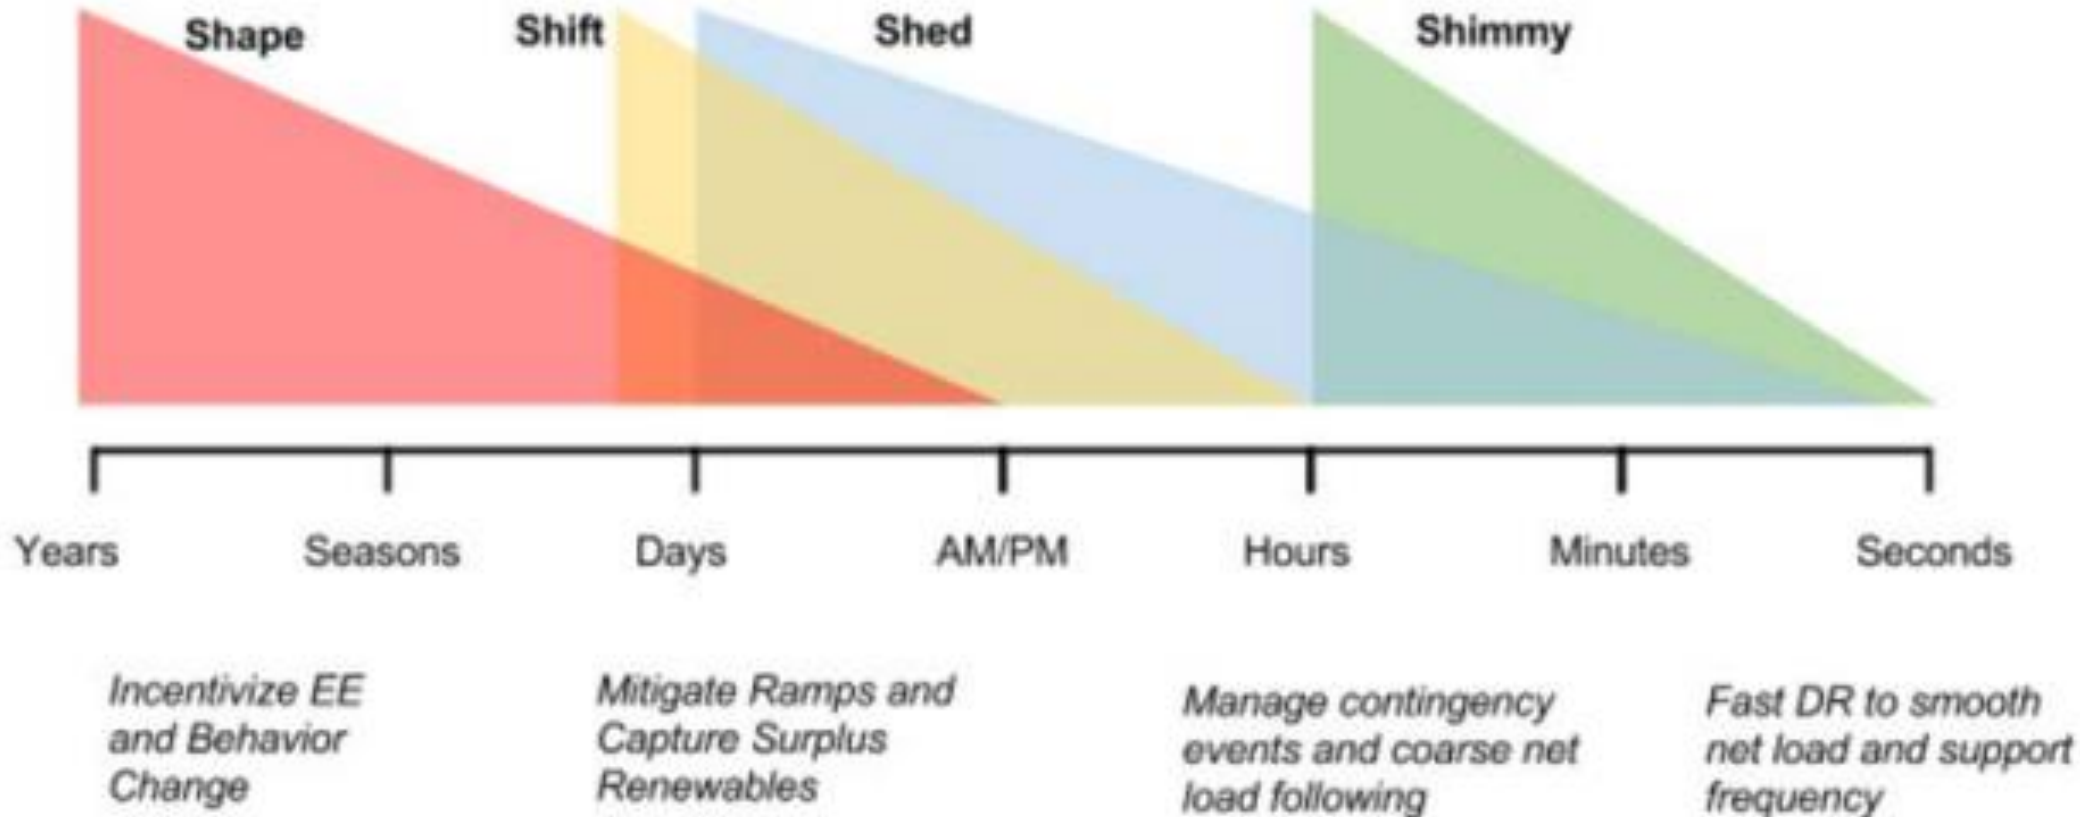 Shape
Shift
Shed
Shimmy
Years
Seasons
Days
AM/PM
Hours
Minutes
Seconds
Incentivize EE
and Behavior
Change
Mitigate Ramps and
Capture Surplus
Renewables
Manage contingency
events and coarse net
load following
Fast DR to smooth
net load and support
frequency